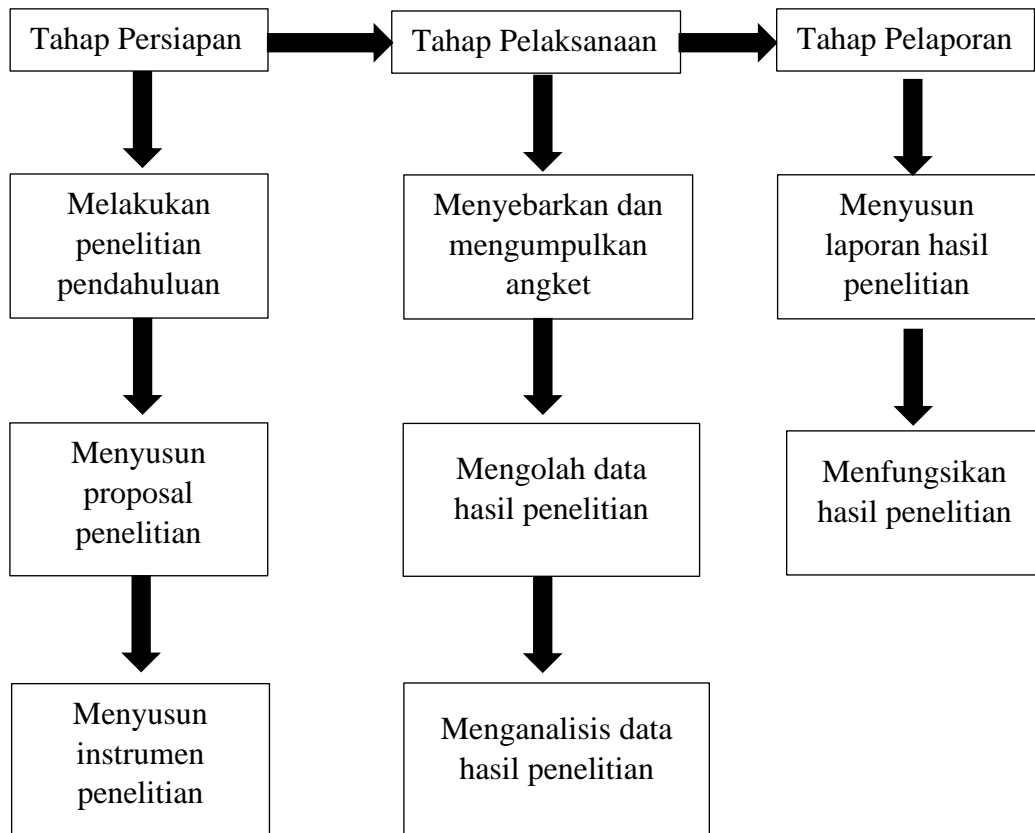 Tahap Persiapan
Tahap Pelaksanaan
Tahap Pelaporan
Melakukan
penelitian
pendahuluan
Menyebarkan dan
mengumpulkan
angket
Menyusun
laporan hasil
penelitian
Menyusun
proposal
penelitian
Mengolah data
hasil penelitian
Menfungsikan
hasil penelitian
Menyusun
instrumen
penelitian
Menganalisis data
hasil penelitian